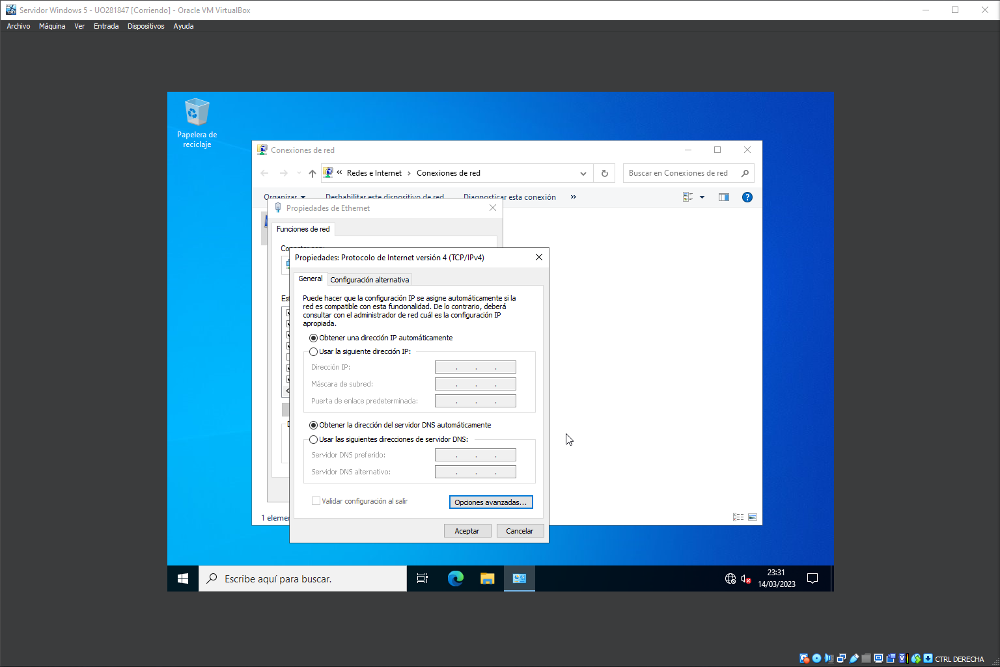 Servidor Windows 5 - UO281847 [Corriendo] - Oracle VM VirtualBox
Archivo Máquina Ver Entrada Dispositivos Ayuda
Papelera de
reciclaje
Conexiones de red
« Redes e Internet › Conexiones de red
Buscar en Conexiones de red
Organizar Deshabilitar este dispositivo de red Diagnosticar esta conexión »
Propiedades de Ethernet
Funciones de red
Propiedades: Protocolo de Internet versión 4 (TCP/IPv4)
General Configuración alternativa
Puede hacer que la configuración IP se asigne automáticamente si la
red es compatible con esta funcionalidad. De lo contrario, deberá
consultar con el administrador de red cuál es la configuración IP
apropiada.
Obtener una dirección IP automáticamente
Usar la siguiente dirección IP:
Dirección IP: . . .
Máscara de subred: . . .
Puerta de enlace predeterminada: . . .
Obtener la dirección del servidor DNS automáticamente
Usar las siguientes direcciones de servidor DNS:
Servidor DNS preferido: . . .
Servidor DNS alternativo: . . .
Validar configuración al salir
Opciones avanzadas...
1 elemen
Aceptar Cancelar
Escribe aquí para buscar.
23:31
14/03/2023
CTRL DERECHA